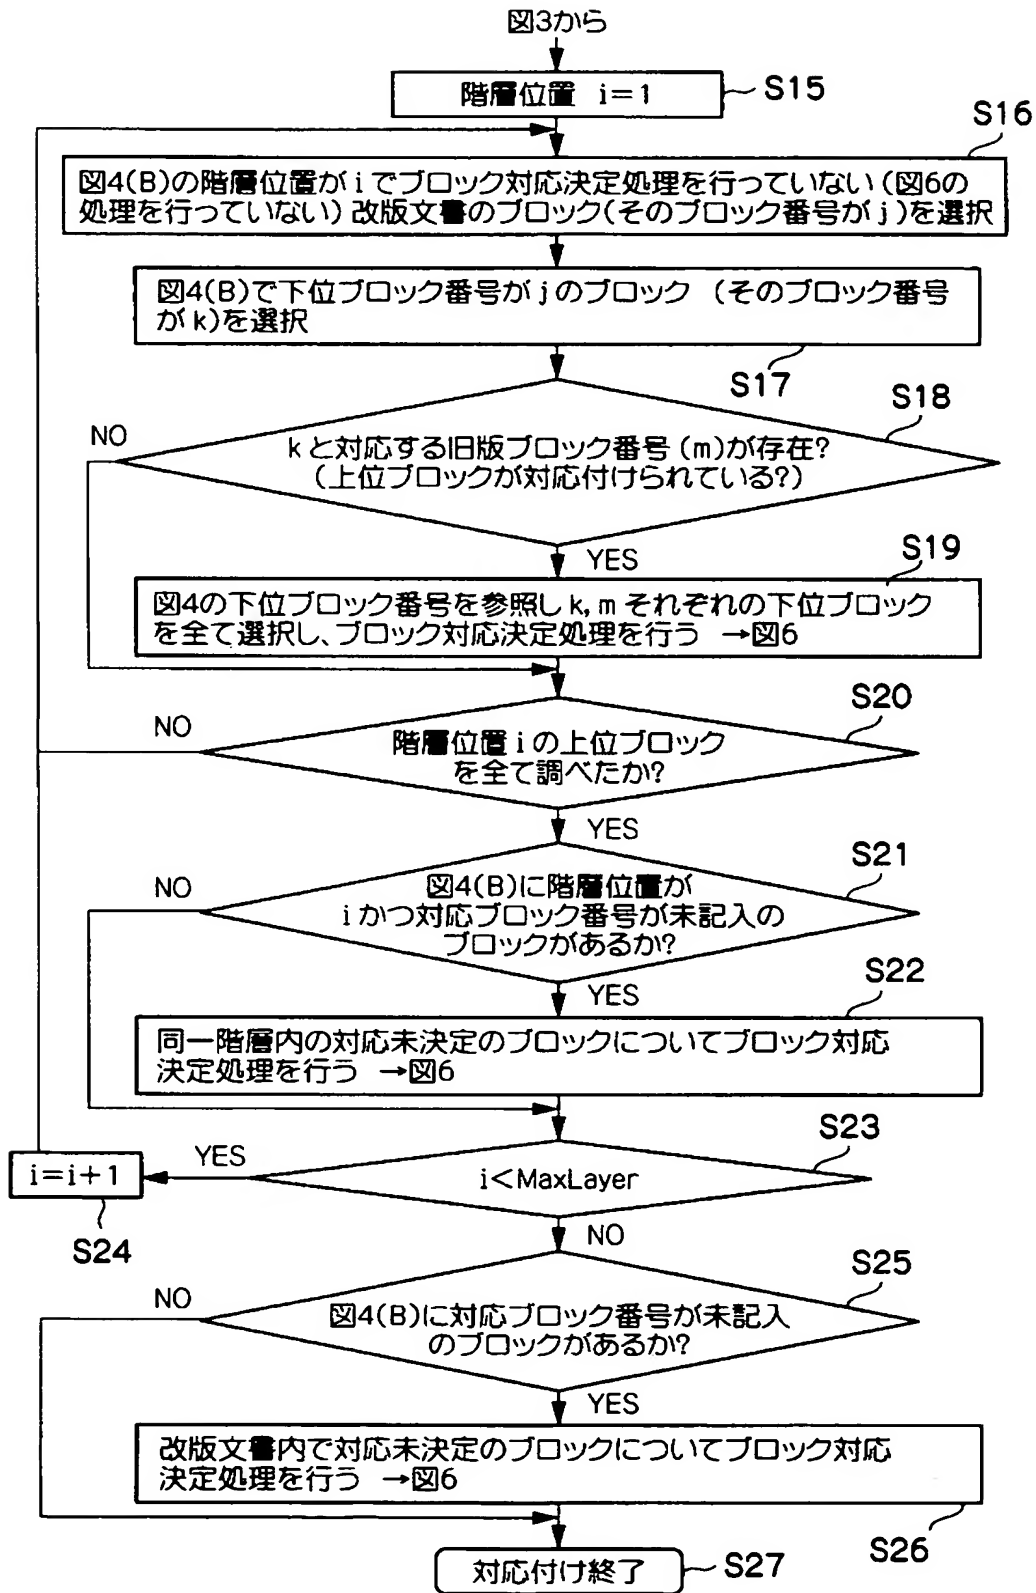 図3から
階層位置 i=1
S15
S16
図4(B)の階層位置がiでブロック対応決定処理を行っていない(図6の
処理を行っていない)改版文書のブロック(そのブロック番号がj)を選択
図4(B)で下位ブロック番号がjのブロック (そのブロック番号
がk)を選択
S17
S18
NO
kと対応する旧版ブロック番号(m)が存在?
(上位ブロックが対応付けられている?)
YES
S19
図4の下位ブロック番号を参照しk,mそれぞれの下位ブロック
を全て選択し、ブロック対応決定処理を行う →図6
S20
NO
階層位置iの上位ブロック
を全て調べたか?
YES
S21
NO
図4(B)に階層位置が
iかつ対応ブロック番号が未記入の
ブロックがあるか?
YES
S22
同一階層内の対応未決定のブロックについてブロック対応
決定処理を行う →図6
S23
YES
i=i+1
i<MaxLayer
S24
NO
S25
NO
図4(B)に対応ブロック番号が未記入
のブロックがあるか?
YES
改版文書内で対応未決定のブロックについてブロック対応
決定処理を行う →図6
S26
対応付け終了
S27